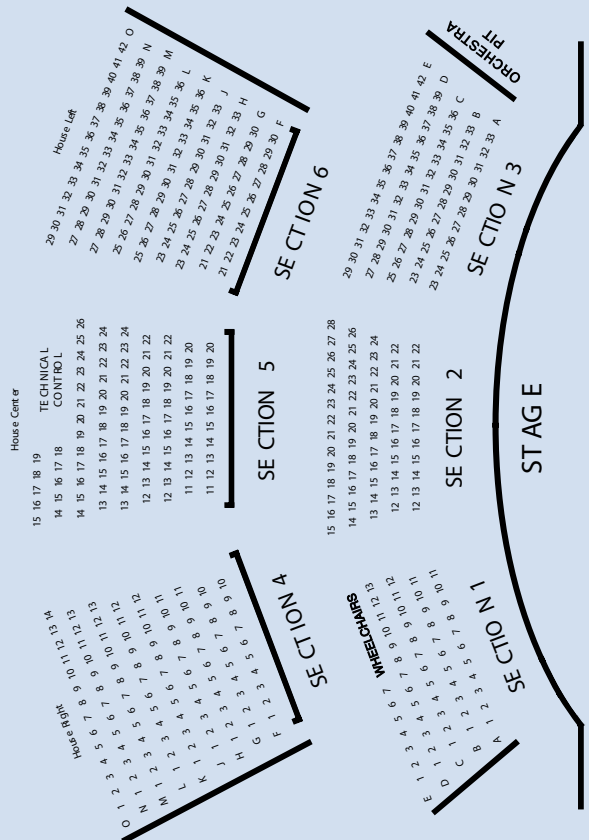 House Left
29 30 31 32 33 34 35 36 37 38 39 40 41 42 O
27 28 29 30 31 32 33 34 35 36 37 38 39 N
27 28 29 30 31 32 33 34 35 36 37 38 39 M
25 26 27 28 29 30 31 32 33 34 35 36 L
25 26 27 28 29 30 31 32 33 34 35 36 K
23 24 25 26 27 28 29 30 31 32 33 J
23 24 25 26 27 28 29 30 31 32 33 H
21 22 23 24 25 26 27 28 29 30 G
21 22 23 24 25 26 27 28 29 30 F
SECTION 6
ORCHESTRA
PIT
29 30 31 32 33 34 35 36 37 38 39 40 41 42 E
27 28 29 30 31 32 33 34 35 36 37 38 39 D
25 26 27 28 29 30 31 32 33 34 35 36 C
23 24 25 26 27 28 29 30 31 32 33 B
23 24 25 26 27 28 29 30 31 32 33 A
SECTION 3
House Center
15 16 17 18 19
TECHNICAL
CONTROL
14 15 16 17 18
14 15 16 17 18 19 20 21 22 23 24 25 26
13 14 15 16 17 18 19 20 21 22 23 24
13 14 15 16 17 18 19 20 21 22 23 24
12 13 14 15 16 17 18 19 20 21 22
12 13 14 15 16 17 18 19 20 21 22
11 12 13 14 15 16 17 18 19 20
11 12 13 14 15 16 17 18 19 20
SECTION 5
15 16 17 18 19 20 21 22 23 24 25 26 27 28
14 15 16 17 18 19 20 21 22 23 24 25 26
13 14 15 16 17 18 19 20 21 22 23 24
12 13 14 15 16 17 18 19 20 21 22
12 13 14 15 16 17 18 19 20 21 22
SECTION 2
STAGE
House Right
O 1 2 3 4 5 6 7 8 9 10 11 12 13 14
N 1 2 3 4 5 6 7 8 9 10 11 12 13
M 1 2 3 4 5 6 7 8 9 10 11 12 13
L 1 2 3 4 5 6 7 8 9 10 11 12
K 1 2 3 4 5 6 7 8 9 10 11 12
J 1 2 3 4 5 6 7 8 9 10 11
H 1 2 3 4 5 6 7 8 9 10 11
G 1 2 3 4 5 6 7 8 9 10
F 1 2 3 4 5 6 7 8 9 10
SECTION 4
WHEELCHAIRS
E 1 2 3 4 5 6 7
D 1 2 3 4 5 6 7 8 9 10 11 12 13
C 1 2 3 4 5 6 7 8 9 10 11 12
B 1 2 3 4 5 6 7 8 9 10 11
A 1 2 3 4 5 6 7 8 9 10 11
SECTION 1